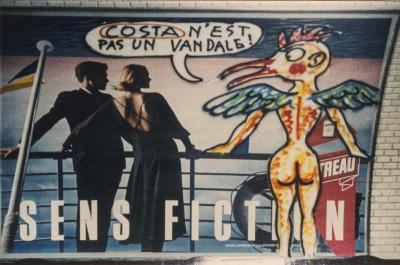 COSTA N'EST
PAS UN VANDALE!
TREAU
SENS FICTION